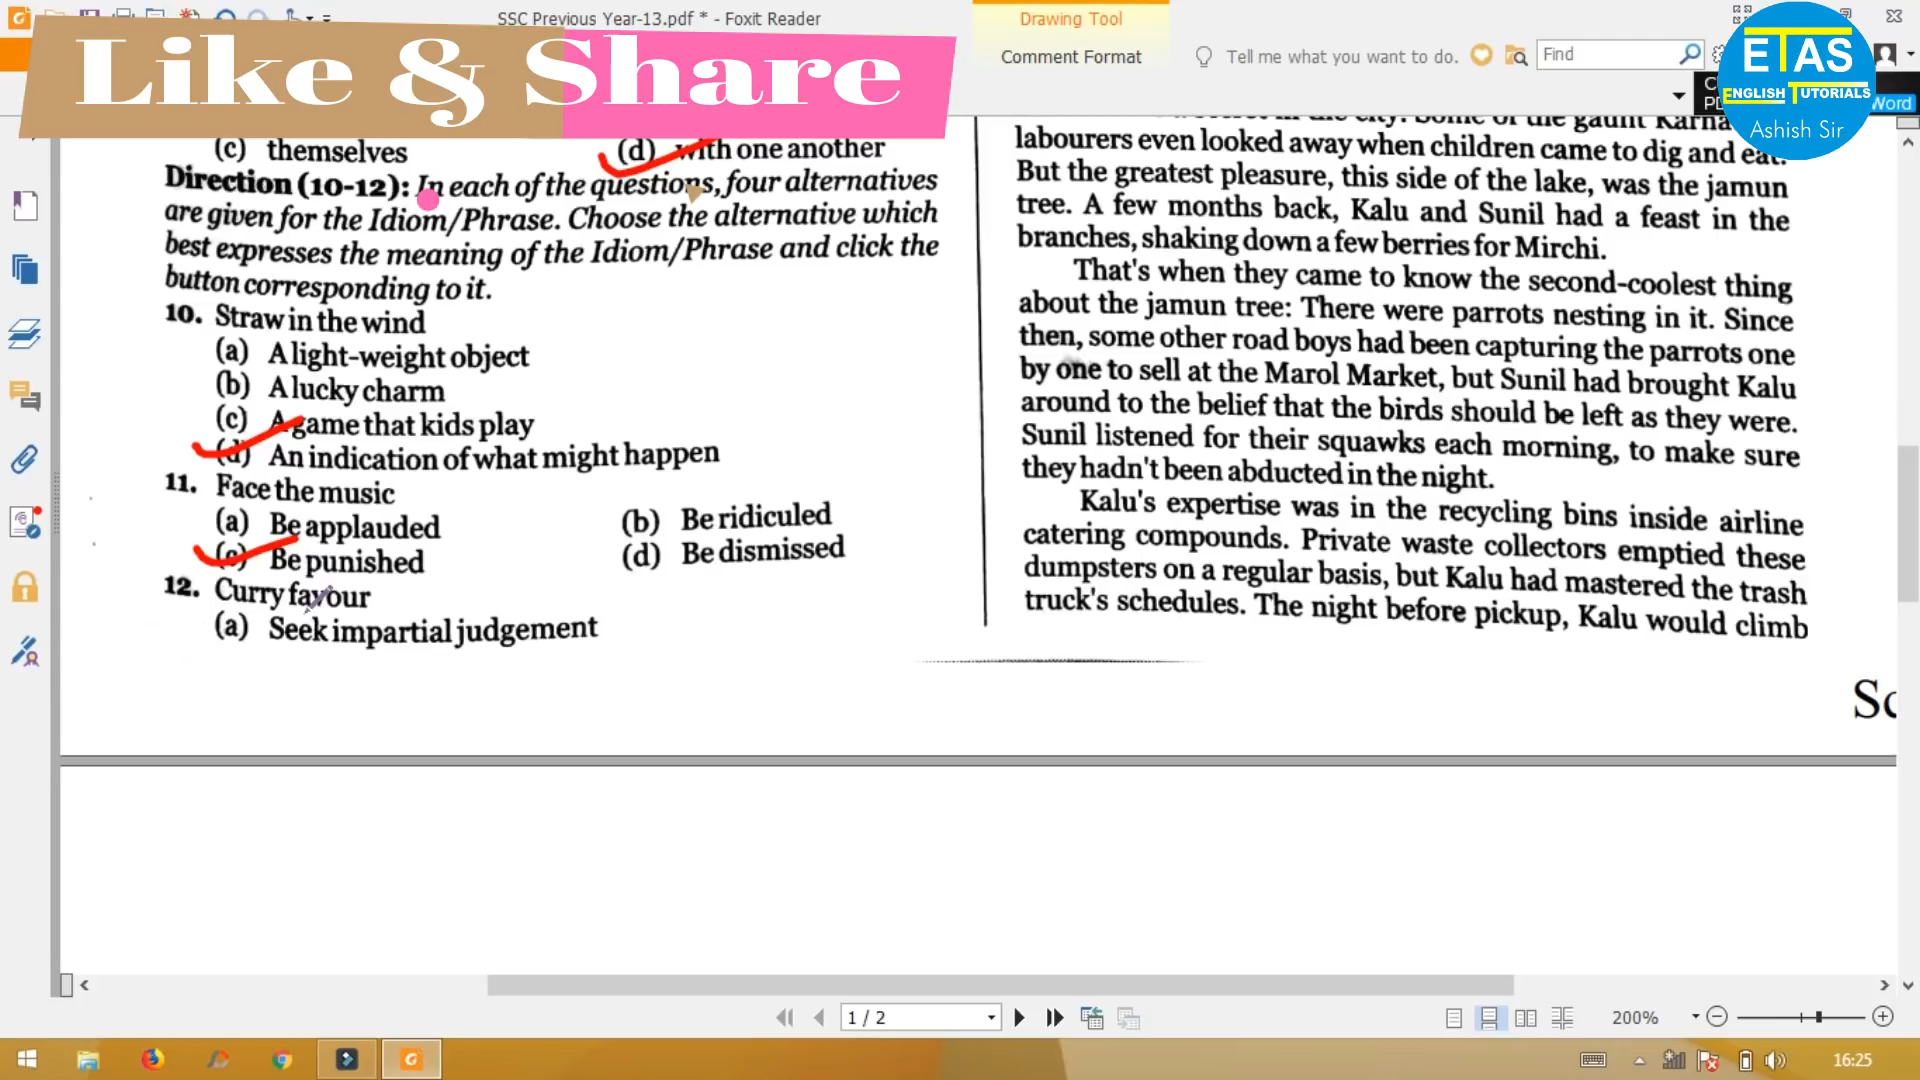 SSC Previous Year-13.pdf * - Foxit Reader
Drawing Tool
Comment Format
Tell me what you want to do.
Find
Like & Share
ETAS
ENGLISH TUTORIALS
Ashish Sir
Word
(c) themselves
(d) with one another
Direction (10-12): In each of the questions, four alternatives
are given for the Idiom/Phrase. Choose the alternative which
best expresses the meaning of the Idiom/Phrase and click the
button corresponding to it.
10. Straw in the wind
(a) A light-weight object
(b) A lucky charm
(c) A game that kids play
(d) An indication of what might happen
11. Face the music
(a) Be applauded
(b) Be ridiculed
(c) Be punished
(d) Be dismissed
12. Curry favour
(a) Seek impartial judgement
in the city. Some of the gaunt
labourers even looked away when children came to dig and eat.
But the greatest pleasure, this side of the lake, was the jamun
tree. A few months back, Kalu and Sunil had a feast in the
branches, shaking down a few berries for Mirchi.
That's when they came to know the second-coolest thing
about the jamun tree: There were parrots nesting in it. Since
then, some other road boys had been capturing the parrots one
by one to sell at the Marol Market, but Sunil had brought Kalu
around to the belief that the birds should be left as they were.
Sunil listened for their squawks each morning, to make sure
they hadn't been abducted in the night.
Kalu's expertise was in the recycling bins inside airline
catering compounds. Private waste collectors emptied these
dumpsters on a regular basis, but Kalu had mastered the trash
truck's schedules. The night before pickup, Kalu would climb
Sc
1 / 2
200%
16:25